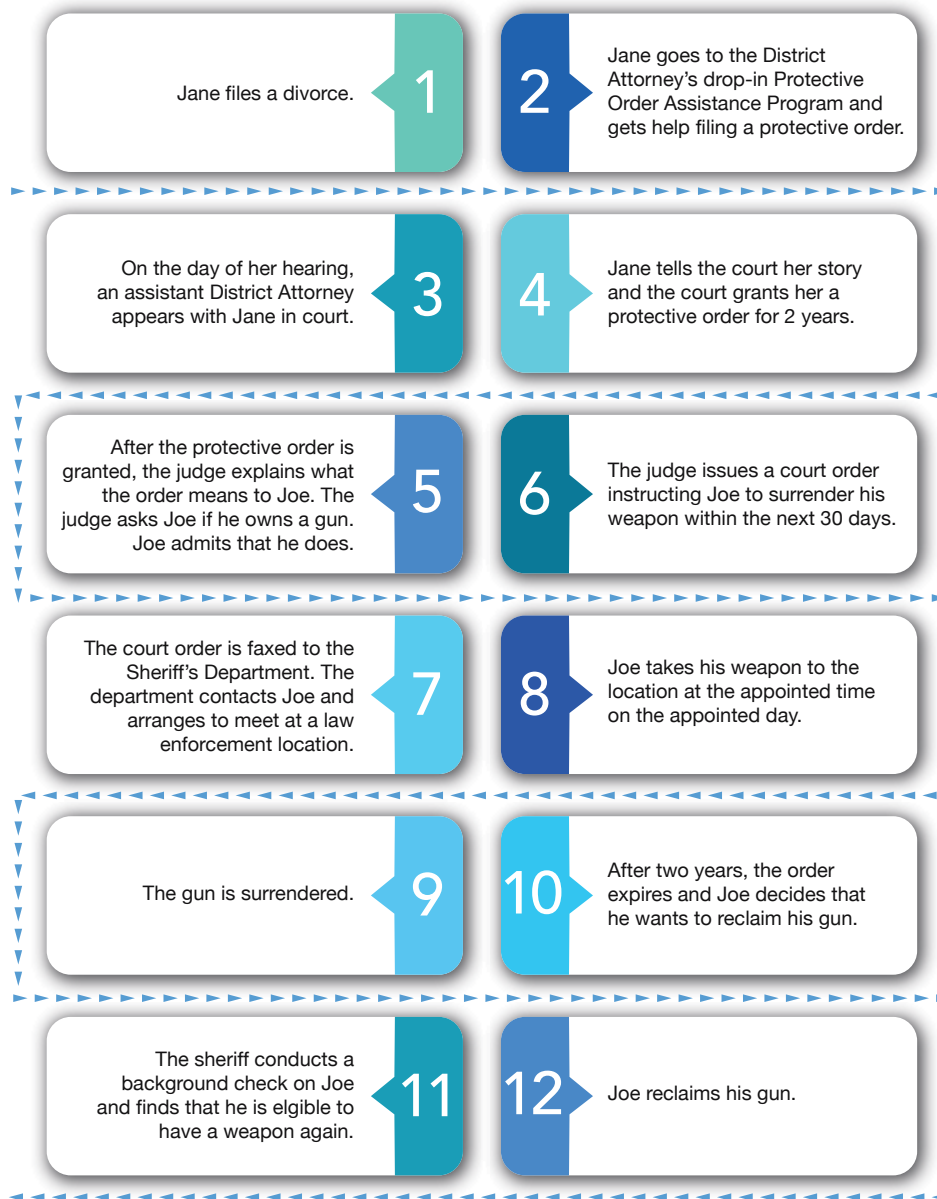 Jane files a divorce.
1
2
Jane goes to the District
Attorney's drop-in Protective
Order Assistance Program and
gets help filing a protective order.
On the day of her hearing,
an assistant District Attorney
appears with Jane in court.
3
4
Jane tells the court her story
and the court grants her a
protective order for 2 years.
After the protective order is
granted, the judge explains what
the order means to Joe. The
judge asks Joe if he owns a gun.
Joe admits that he does.
5
6
The judge issues a court order
instructing Joe to surrender his
weapon within the next 30 days.
The court order is faxed to the
Sheriff's Department. The
department contacts Joe and
arranges to meet at a law
enforcement location.
7
8
Joe takes his weapon to the
location at the appointed time
on the appointed day.
The gun is surrendered.
9
10
After two years, the order
expires and Joe decides that
he wants to reclaim his gun.
The sheriff conducts a
background check on Joe
and finds that he is elgible to
have a weapon again.
11
12
Joe reclaims his gun.